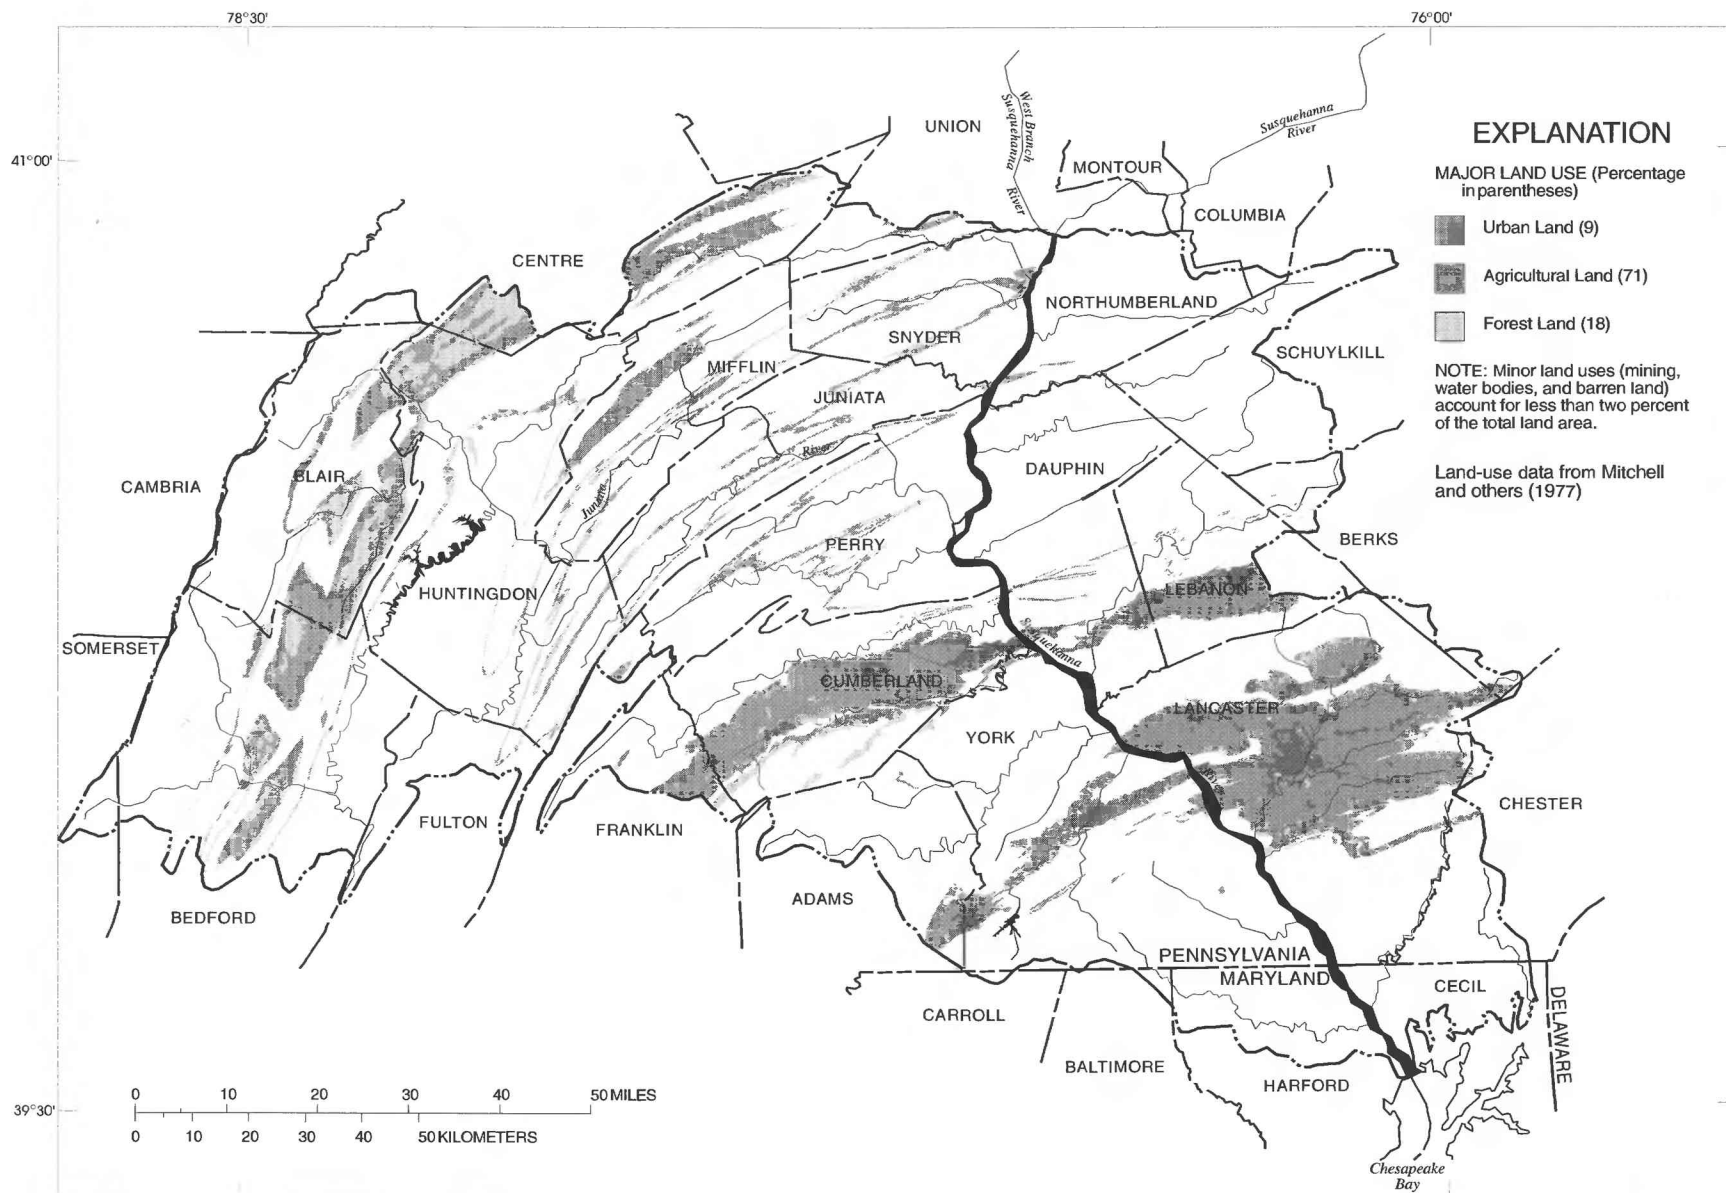 78°30'
76°00'
41°00'
39°30'
UNION
West Branch
Susquehanna
River
MONTOUR
Susquehanna
River
COLUMBIA
CENTRE
NORTHUMBERLAND
SNYDER
SCHUYLKILL
MIFFLIN
JUNIATA
River
Juniata
BLAIR
CAMBRIA
DAUPHIN
PERRY
BERKS
HUNTINGDON
LEBANON
SOMERSET
Susquehanna
CUMBERLAND
LANCASTER
YORK
River
CHESTER
FULTON
FRANKLIN
ADAMS
BEDFORD
PENNSYLVANIA
MARYLAND
CECIL
DELAWARE
CARROLL
BALTIMORE
HARFORD
Chesapeake
Bay
EXPLANATION
MAJOR LAND USE (Percentage
in parentheses)
Urban Land (9)
Agricultural Land (71)
Forest Land (18)
NOTE: Minor land uses (mining,
water bodies, and barren land)
account for less than two percent
of the total land area.
Land-use data from Mitchell
and others (1977)
0 10 20 30 40 50 MILES
0 10 20 30 40 50 KILOMETERS